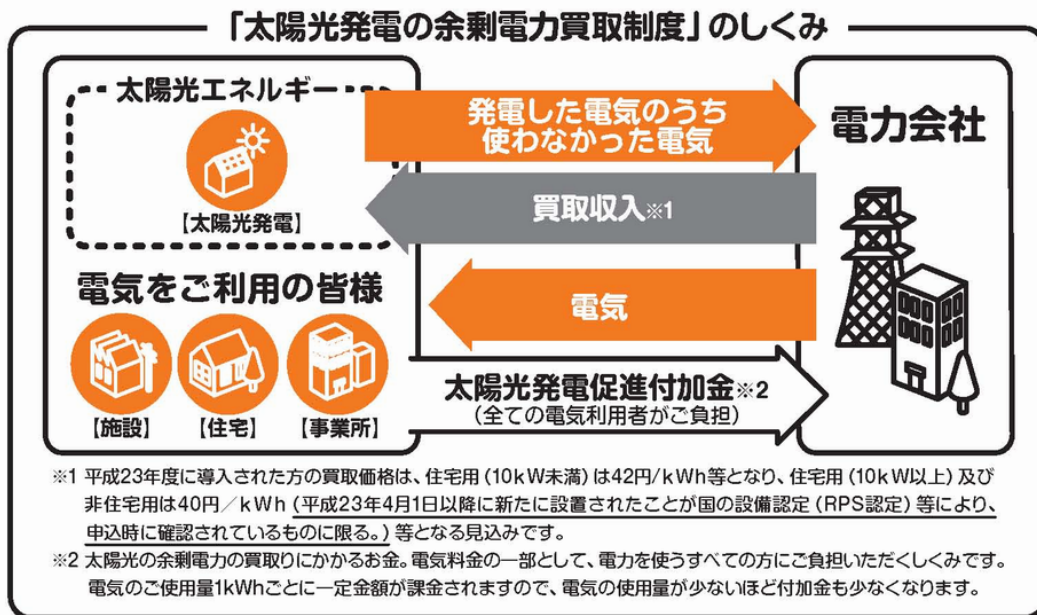 「太陽光発電の余剰電力買取制度」のしくみ
太陽光エネルギー
【太陽光発電】
発電した電気のうち
使わなかった電気
買取収入※1
電力会社
電気をご利用の皆様
電気
【施設】
【住宅】
【事業所】
太陽光発電促進付加金※2
(全ての電気利用者がご負担)
※1 平成23年度に導入された方の買取価格は、住宅用(10kW未満)は42円/kWh等となり、住宅用(10kW以上)及び
非住宅用は40円／kWh(平成23年4月1日以降に新たに設置されたことが国の設備認定(RPS認定)等により、
申込時に確認されているものに限る。)等となる見込みです。
※2 太陽光の余剰電力の買取りにかかるお金。電気料金の一部として、電力を使うすべての方にご負担いただくしくみです。
電気のご使用量1kWhごとに一定金額が課金されますので、電気の使用量が少ないほど付加金も少なくなります。